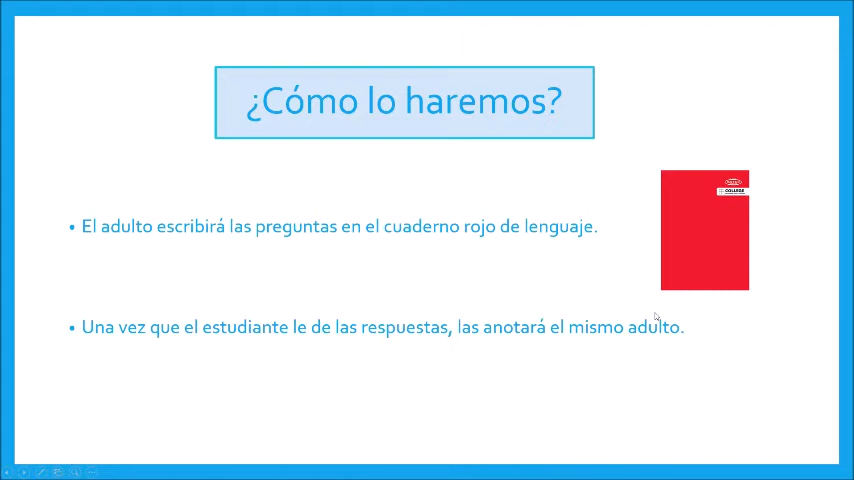 ¿Cómo lo haremos?
COLLEGE
• El adulto escribirá las preguntas en el cuaderno rojo de lenguaje.
• Una vez que el estudiante le de las respuestas, las anotará el mismo adulto.